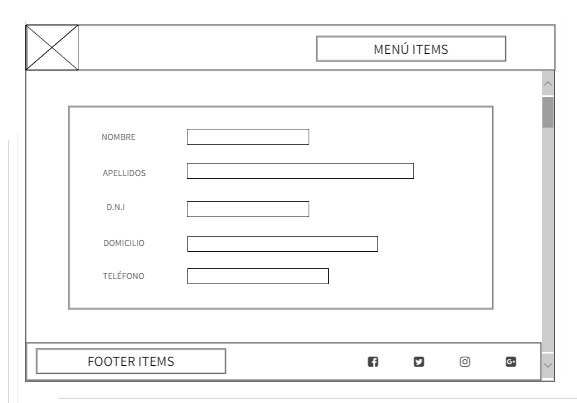 MENÚ ITEMS
NOMBRE
APELLIDOS
D.N.I
DOMICILIO
TELÉFONO
FOOTER ITEMS